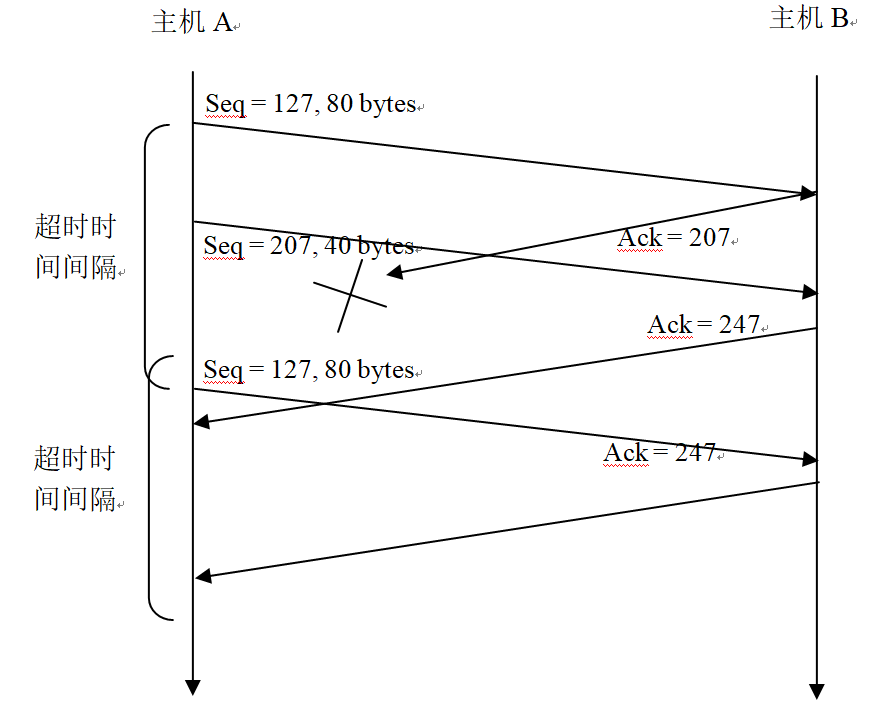 主机 A
主机 B
Seq = 127, 80 bytes
超时时
间间隔
Seq = 207, 40 bytes
Ack = 207
Ack = 247
Seq = 127, 80 bytes
超时时
间间隔
Ack = 247